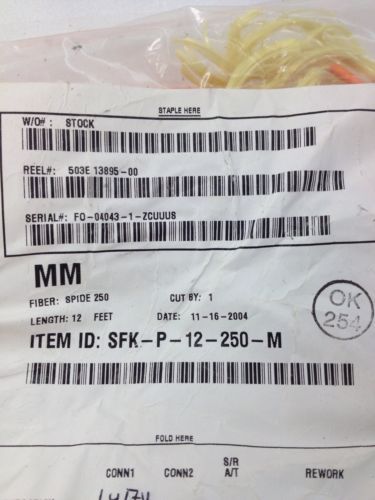 STAPLE HERE
W/O#: STOCK
REEL#: 503E 13895-00
SERIAL#: FO-04043-1-ZCUUUS
MM
FIBER: SPIDE 250 CUT BY: 1
LENGTH: 12 FEET DATE: 11-16-2004
OK
254
ITEM ID: SFK-P-12-250-M
FOLD HERE
CONN1 CONN2 S/R A/T REWORK